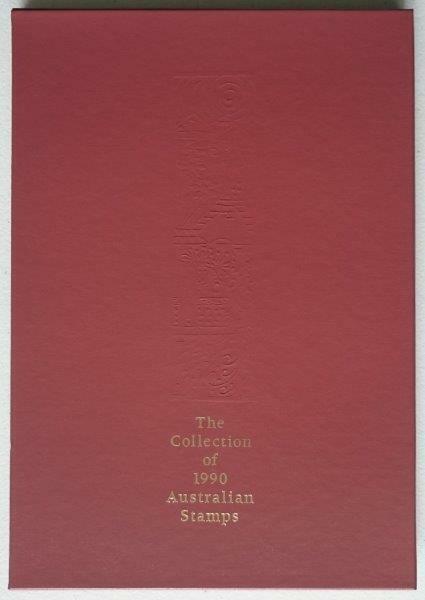 The
Collection
of
1990
Australian
Stamps